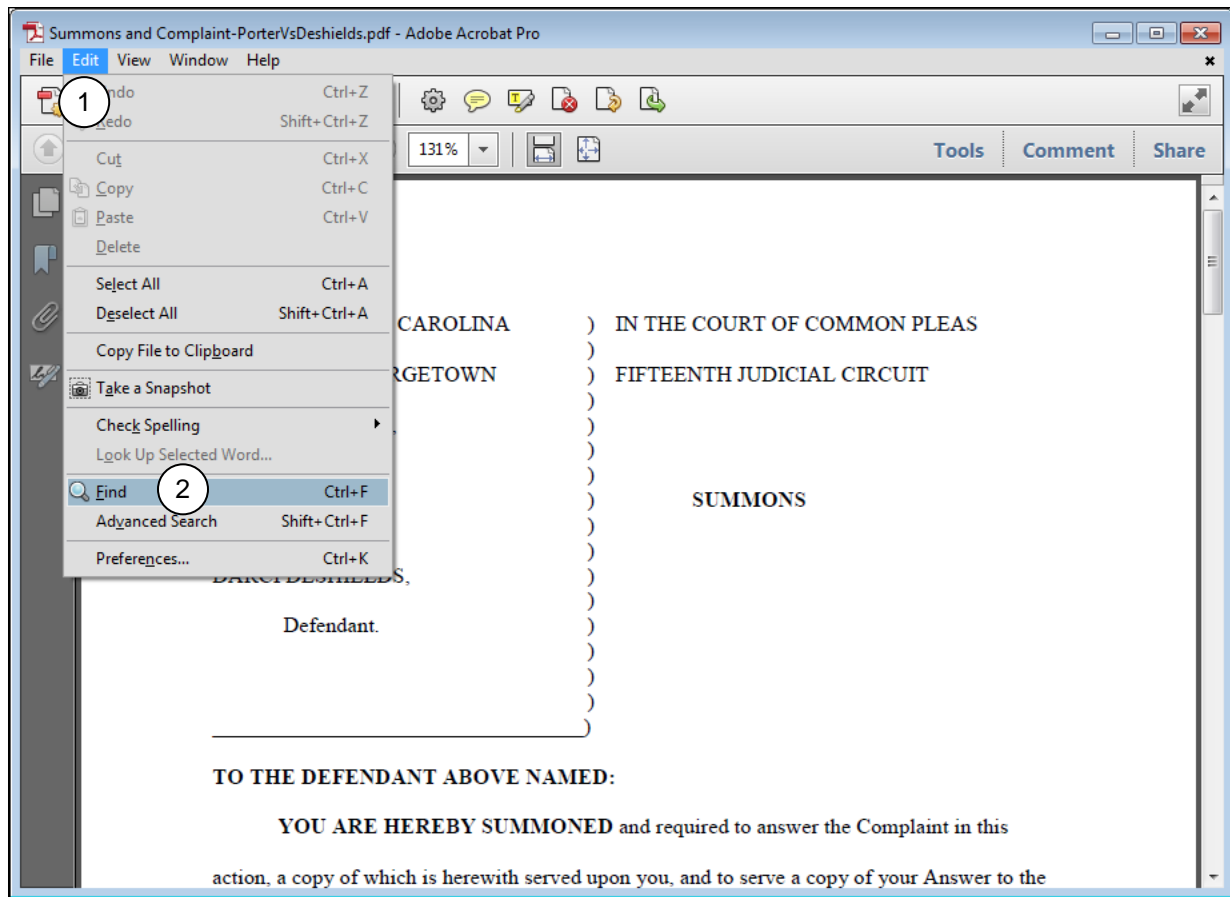 Summons and Complaint-PorterVsDeshields.pdf - Adobe Acrobat Pro
File Edit View Window Help
1
Undo Ctrl+Z
Redo Shift+Ctrl+Z
Cut Ctrl+X
Copy Ctrl+C
Paste Ctrl+V
Delete
Select All Ctrl+A
Deselect All Shift+Ctrl+A
Copy File to Clipboard
Take a Snapshot
Check Spelling
Look Up Selected Word...
Find 2 Ctrl+F
Advanced Search Shift+Ctrl+F
Preferences... Ctrl+K
131%
Tools Comment Share
CAROLINA ) IN THE COURT OF COMMON PLEAS
)
RGETOWN ) FIFTEENTH JUDICIAL CIRCUIT
)
, )
)
)
) SUMMONS
)
)
DARCI DESHIELDS, )
)
Defendant. )
)
)
)
)
TO THE DEFENDANT ABOVE NAMED:
YOU ARE HEREBY SUMMONED and required to answer the Complaint in this
action, a copy of which is herewith served upon you, and to serve a copy of your Answer to the